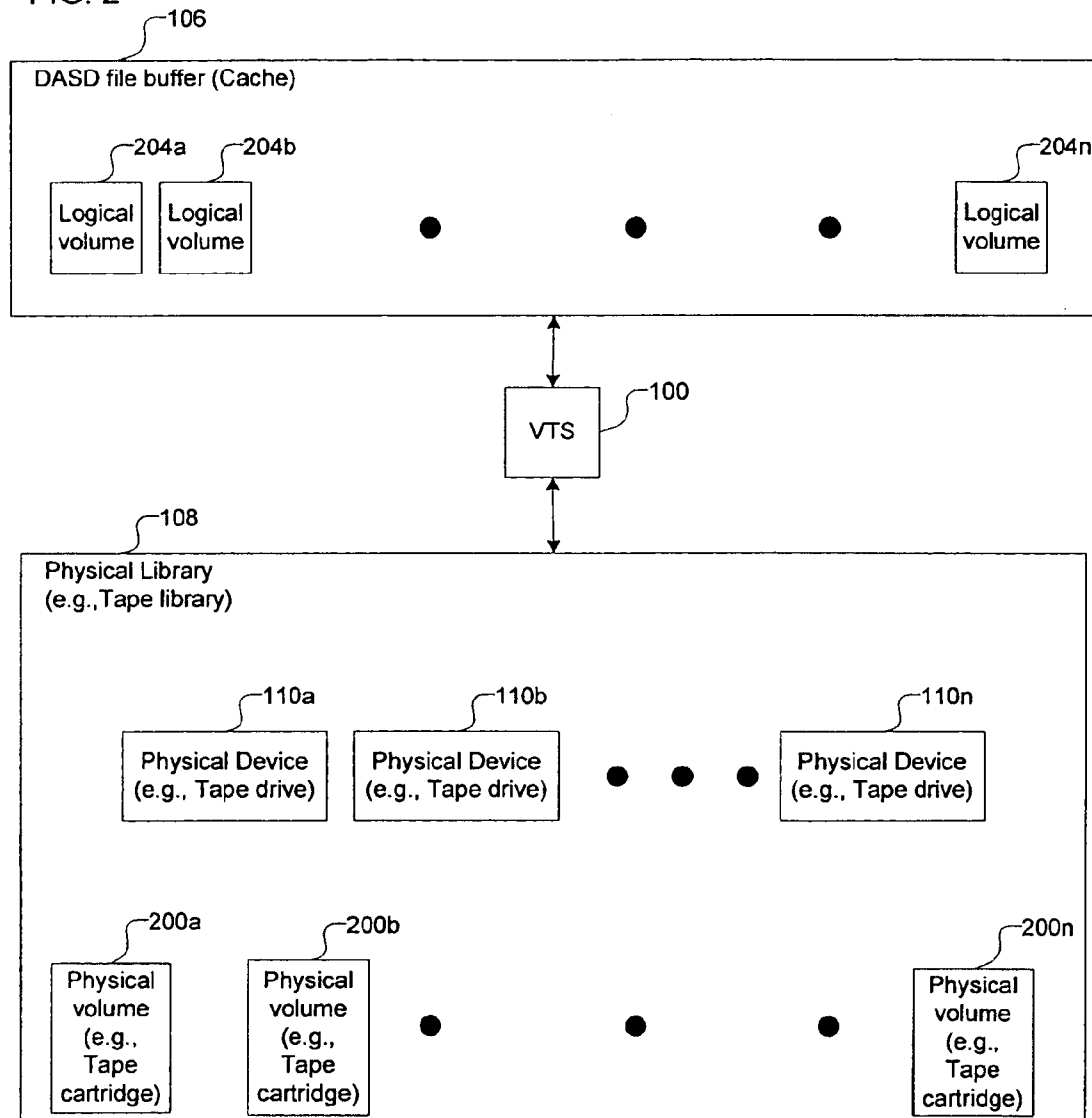 FIG. 2
106
DASD file buffer (Cache)
204a
204b
204n
Logical
volume
Logical
volume
Logical
volume
100
VTS
108
Physical Library
(e.g.,Tape library)
110a
110b
110n
Physical Device
(e.g., Tape drive)
Physical Device
(e.g., Tape drive)
Physical Device
(e.g., Tape drive)
200a
200b
200n
Physical
volume
(e.g.,
Tape
cartridge)
Physical
volume
(e.g.,
Tape
cartridge)
Physical
volume
(e.g.,
Tape
cartridge)